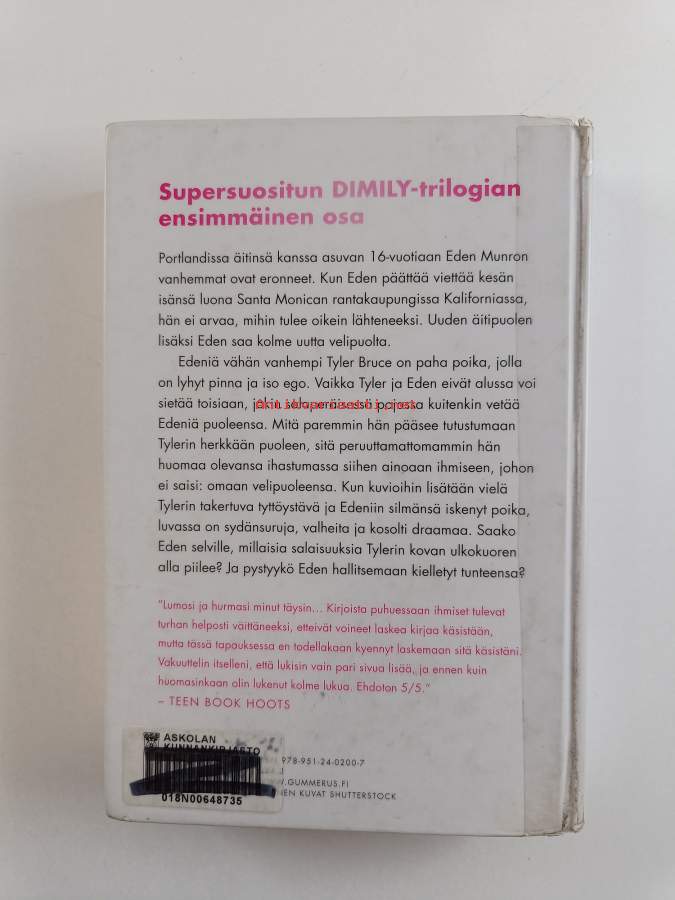 Supersuositun DIMILY-trilogian
ensimmäinen osa
Portlandissa äitinsä kanssa asuvan 16-vuotiaan Eden Munron
vanhemmat ovat eronneet. Kun Eden päättää viettää kesän
isänsä luona Santa Monican rantakaupungissa Kaliforniassa,
hän ei arvaa, mihin tulee oikein lähteneeksi. Uuden äitipuolen
lisäksi Eden saa kolme uutta velipuolta.
Edeniä vähän vanhempi Tyler Bruce on paha poika, jolla
on lyhyt pinna ja iso ego. Vaikka Tyler ja Eden eivät alussa voi
sietää toisiaan, jokin salaperäisessä pojassa kuitenkin vetää
antikvariaatti.net
Edeniä puoleensa. Mitä paremmin hän pääsee tutustumaan
Tylerin herkkään puoleen, sitä peruuttamattomammin hän
huomaa olevansa ihastumassa siihen ainoaan ihmiseen, johon
ei saisi: omaan velipuoleensa. Kun kuvioihin lisätään vielä
Tylerin takertuva tyttöystävä ja Edeniin silmänsä iskenyt poika,
luvassa on sydänsuruja, valheita ja kosolti draamaa. Saako
Eden selville, millaisia salaisuuksia Tylerin kovan ulkokuoren
alla piilee? Ja pystyykö Eden hallitsemaan kielletyt tunteensa?
"Lumosi ja hurmasi minut täysin... Kirjoista puhuessaan ihmiset tulevat
turhan helposti väittäneeksi, etteivät voineet laskea kirjaa käsistään,
mutta tässä tapauksessa en todellakaan kyennyt laskemaan sitä käsistäni.
Vakuuttelin itselleni, että lukisin vain pari sivua lisää, ja ennen kuin
huomasinkaan olin lukenut kolme lukua. Ehdoton 5/5."
– TEEN BOOK HOOTS
ASKOLAN
KUNNANKIRJASTO
018N00648735
978-951-24-0200-7
.GUMMERUS.FI
KUVAT SHUTTERSTOCK